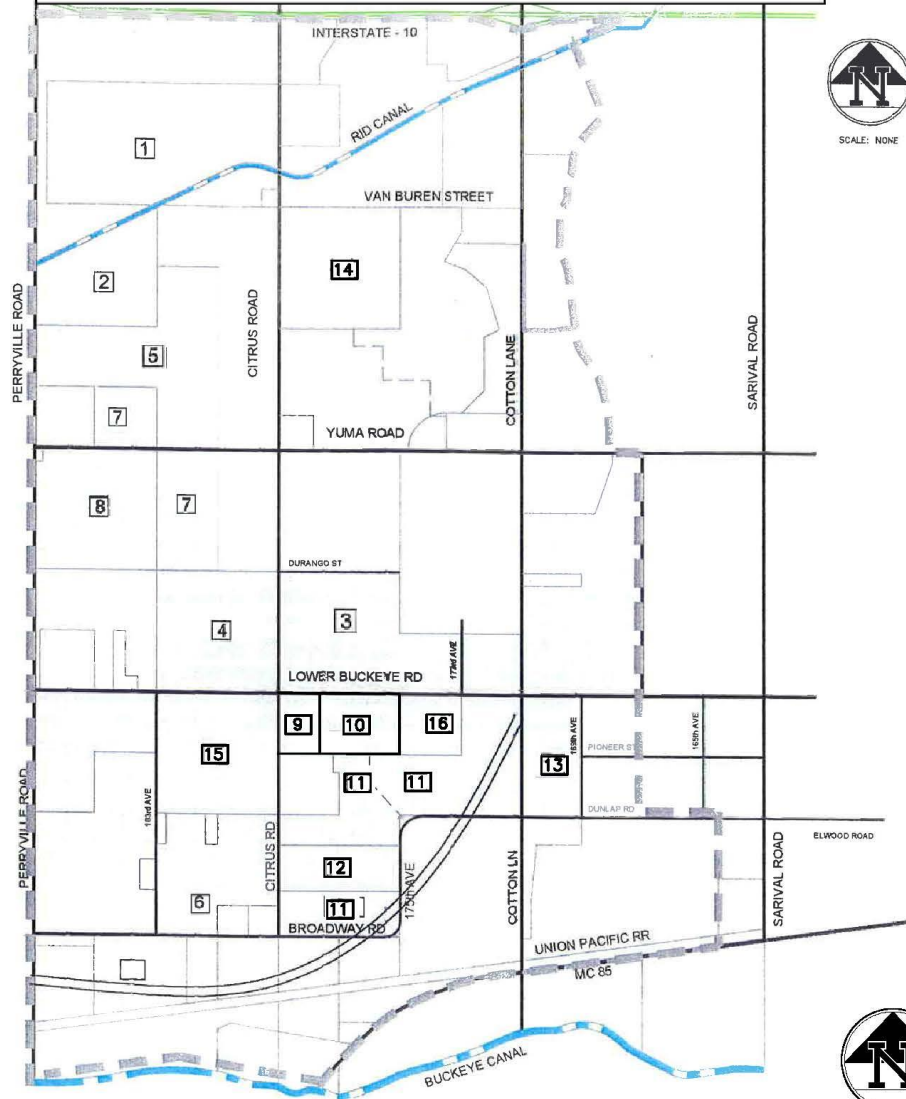 INTERSTATE - 10
N
SCALE: NONE
RID CANAL
1
VAN BUREN STREET
2
14
PERRYVILLE ROAD
CITRUS ROAD
COTTON LANE
SARIVAL ROAD
5
7
YUMA ROAD
8
7
DURANGO ST
4
3
173rd AVE
LOWER BUCKEYE RD
9
10
16
15
169th AVE
165th AVE
PIONEER ST
13
11
11
183rd AVE
DUNLAP RD
ELWOOD ROAD
PERRYVILLE ROAD
CITRUS RD
12
175th AVE
COTTON LN
SARIVAL ROAD
6
11
BROADWAY RD
UNION PACIFIC RR
MC 85
BUCKEYE CANAL
N